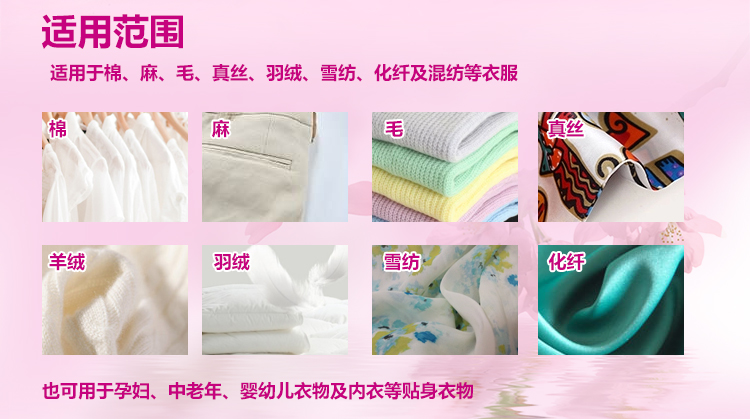 适用范围
适用于棉、麻、毛、真丝、羽绒、雪纺、化纤及混纺等衣服
棉
麻
毛
真丝
羊绒
羽绒
雪纺
化纤
也可用于孕妇、中老年、婴幼儿衣物及内衣等贴身衣物